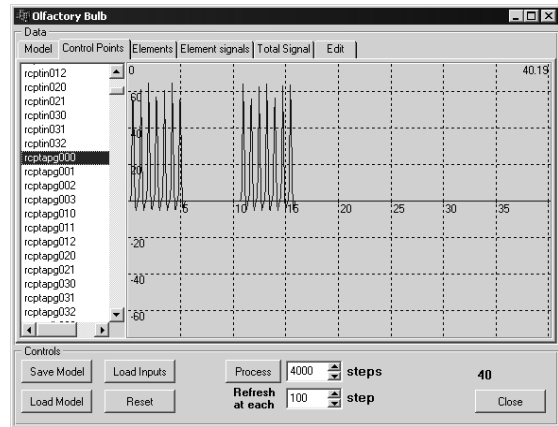 Olfactory Bulb
Data
Model Control Points Elements Element signals Total Signal Edit
rcptin012
rcptin020
rcptin021
rcptin030
rcptin031
rcptin032
rcptapg000
rcptapg001
rcptapg002
rcptapg003
rcptapg010
rcptapg011
rcptapg012
rcptapg020
rcptapg021
rcptapg030
rcptapg031
rcptapg032
0 40.19
60
40
20
5 10 15 20 25 30 35
-20
-40
-60
Controls
Save Model Load Inputs Process 4000 steps 40
Load Model Reset Refresh at each 100 step Close